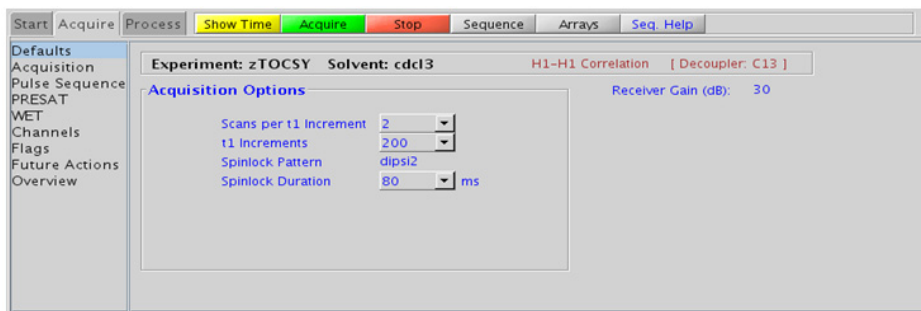 Start Acquire Process Show Time Acquire Stop Sequence Arrays Seq. Help
Defaults
Acquisition
Pulse Sequence
PRESAT
WET
Channels
Flags
Future Actions
Overview
Experiment: zTOCSY Solvent: cdcl3 H1-H1 Correlation [ Decoupler: C13 ]
Acquisition Options
Receiver Gain (dB): 30
Scans per t1 Increment 2
t1 Increments 200
Spinlock Pattern dipsi2
Spinlock Duration 80 ms